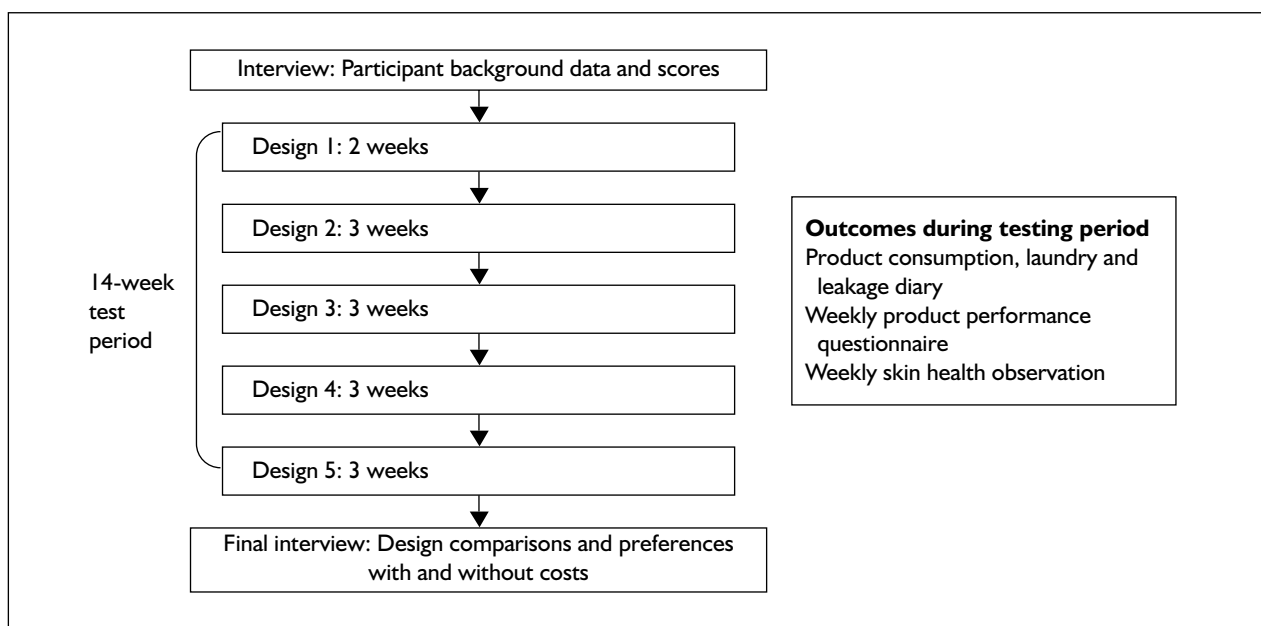 Interview: Participant background data and scores
Design 1: 2 weeks
Design 2: 3 weeks
Design 3: 3 weeks
Design 4: 3 weeks
Design 5: 3 weeks
14-week
test
period
Final interview: Design comparisons and preferences
with and without costs
Outcomes during testing period
Product consumption, laundry and
leakage diary
Weekly product performance
questionnaire
Weekly skin health observation